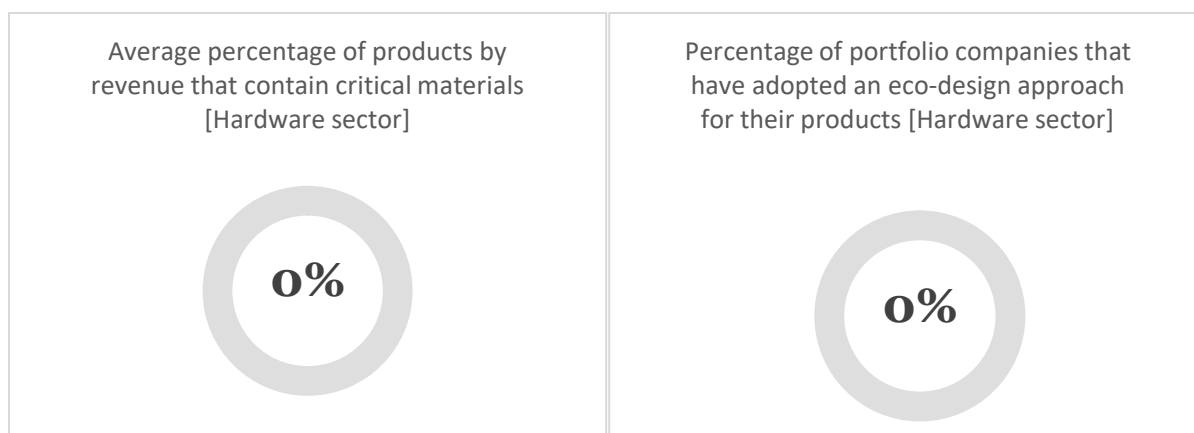 Average percentage of products by
revenue that contain critical materials
[Hardware sector]
0%
Percentage of portfolio companies that
have adopted an eco-design approach
for their products [Hardware sector]
0%